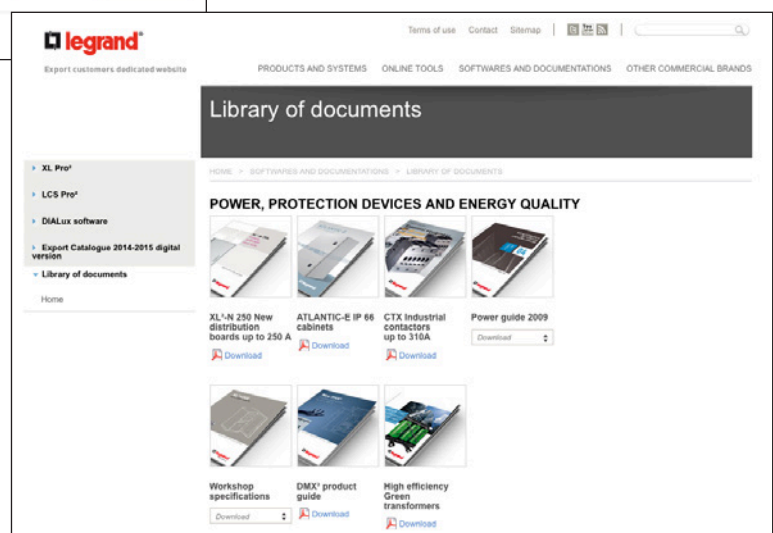 legrand®
Export customers dedicated website
Terms of use Contact Sitemap
PRODUCTS AND SYSTEMS ONLINE TOOLS SOFTWARES AND DOCUMENTATIONS OTHER COMMERCIAL BRANDS
Library of documents
XL Pro³
LCS Pro³
DIALux software
Export Catalogue 2014-2015 digital
version
Library of documents
Home
HOME > SOFTWARES AND DOCUMENTATIONS > LIBRARY OF DOCUMENTS
POWER, PROTECTION DEVICES AND ENERGY QUALITY
XL³-N 250 New
distribution
boards up to 250 A
Download
ATLANTIC-E IP 66
cabinets
Download
CTX Industrial
contactors
up to 310A
Download
Power guide 2009
Download
Workshop
specifications
Download
DMX³ product
guide
Download
High efficiency
Green
transformers
Download